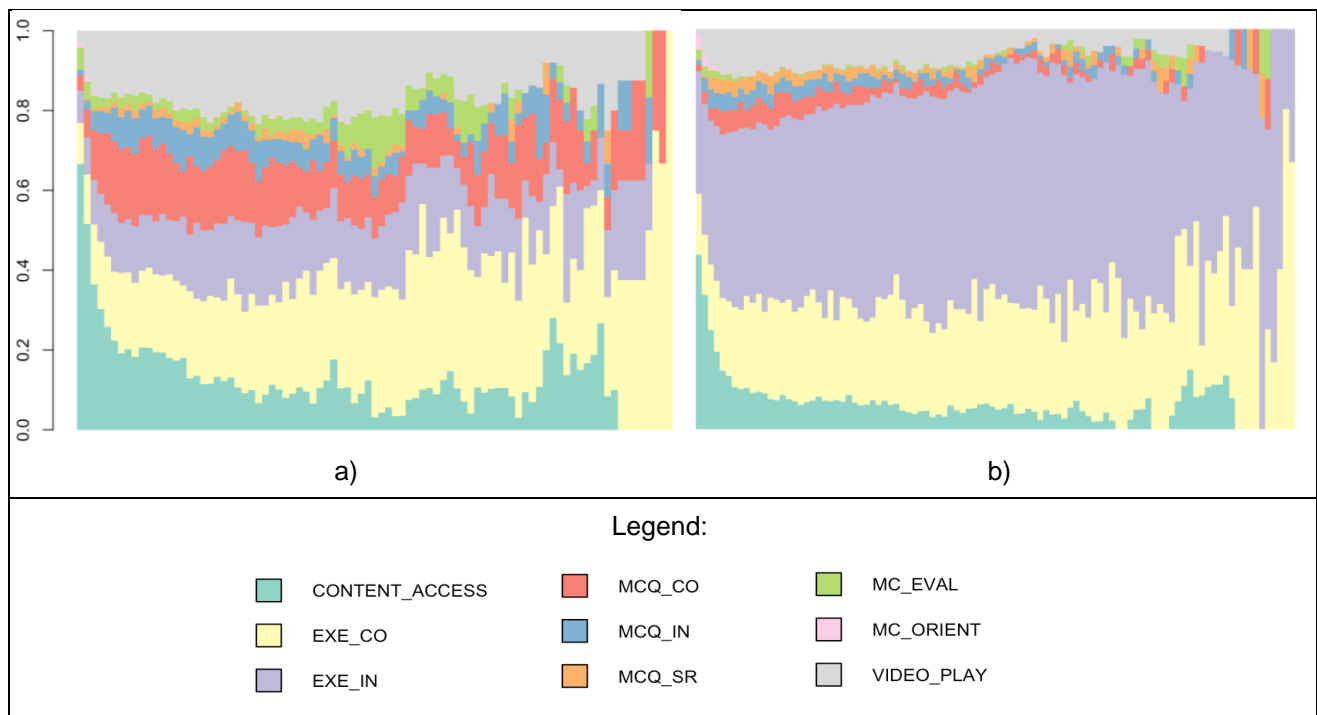 1.0
0.8
0.6
0.4
0.2
0.0
a)
b)
Legend:
CONTENT_ACCESS
MCQ_CO
MC_EVAL
EXE_CO
MCQ_IN
MC_ORIENT
EXE_IN
MCQ_SR
VIDEO_PLAY